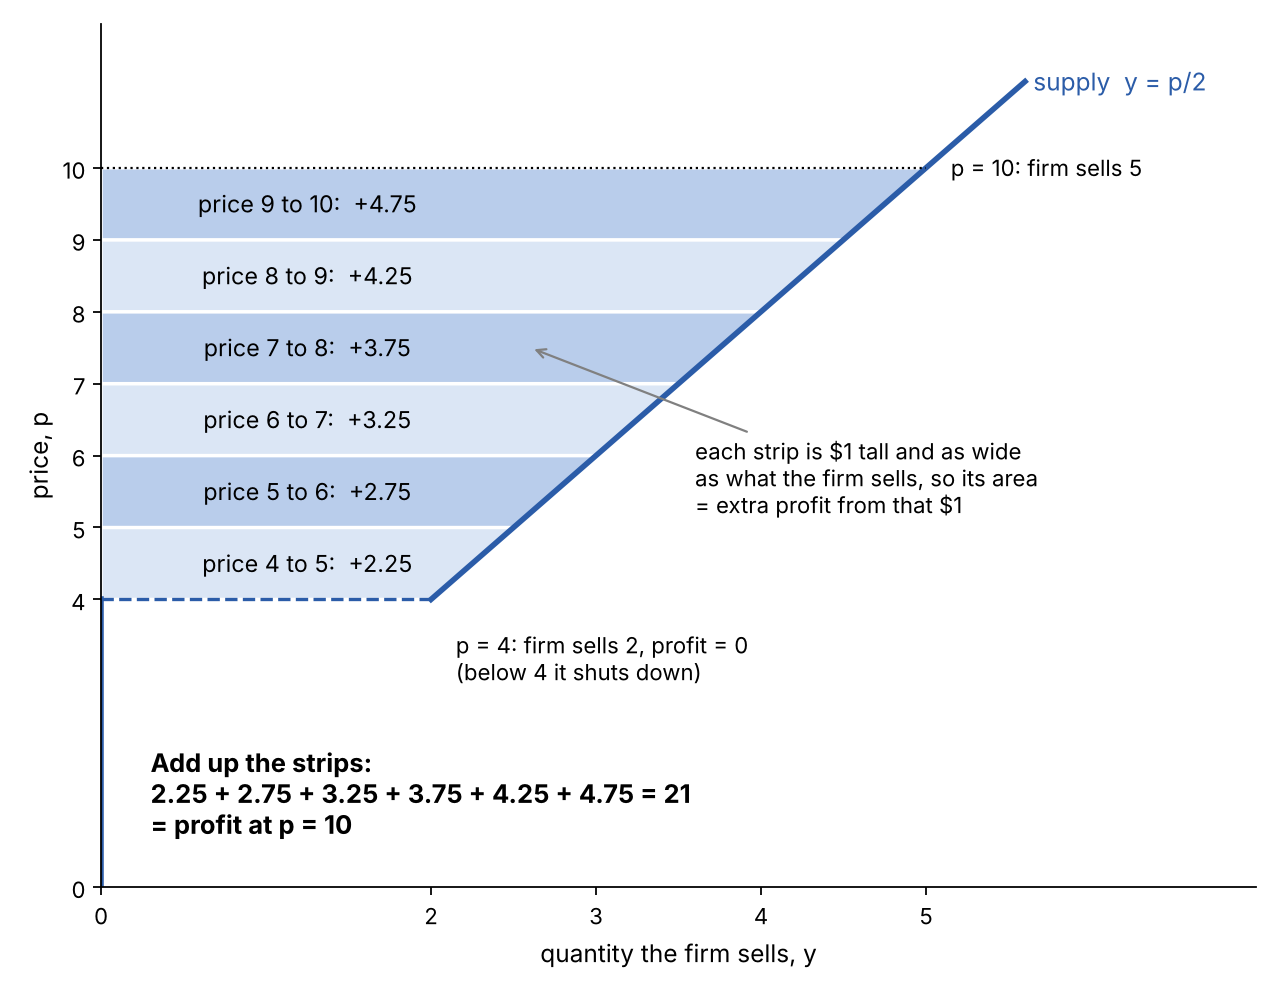 supply  y = p/2
10
p = 10: firm sells 5
price 9 to 10:  +4.75
9
price 8 to 9:  +4.25
8
price 7 to 8:  +3.75
7
price 6 to 7:  +3.25
price, p
each strip is $1 tall and as wide
as what the firm sells, so its area
= extra profit from that $1
6
price 5 to 6:  +2.75
5
price 4 to 5:  +2.25
4
p = 4: firm sells 2, profit = 0
(below 4 it shuts down)
Add up the strips:
2.25 + 2.75 + 3.25 + 3.75 + 4.25 + 4.75 = 21
= profit at p = 10
0
0 2 3 4 5
quantity the firm sells, y